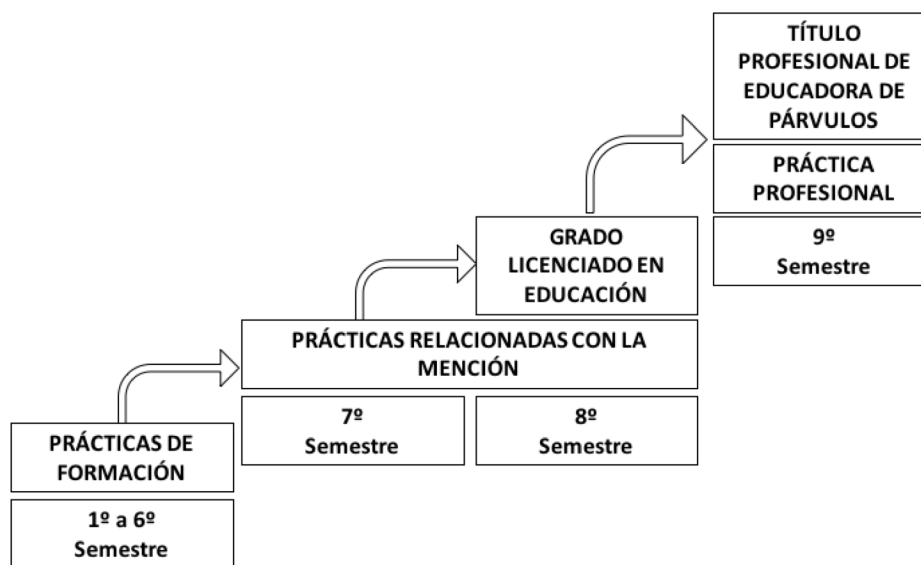 TÍTULO
PROFESIONAL DE
EDUCADORA DE
PÁRVULOS
PRÁCTICA
PROFESIONAL
9º
Semestre
GRADO
LICENCIADO EN
EDUCACIÓN
PRÁCTICAS RELACIONADAS CON LA
MENCIÓN
7º
Semestre
8º
Semestre
PRÁCTICAS DE
FORMACIÓN
1º a 6º
Semestre